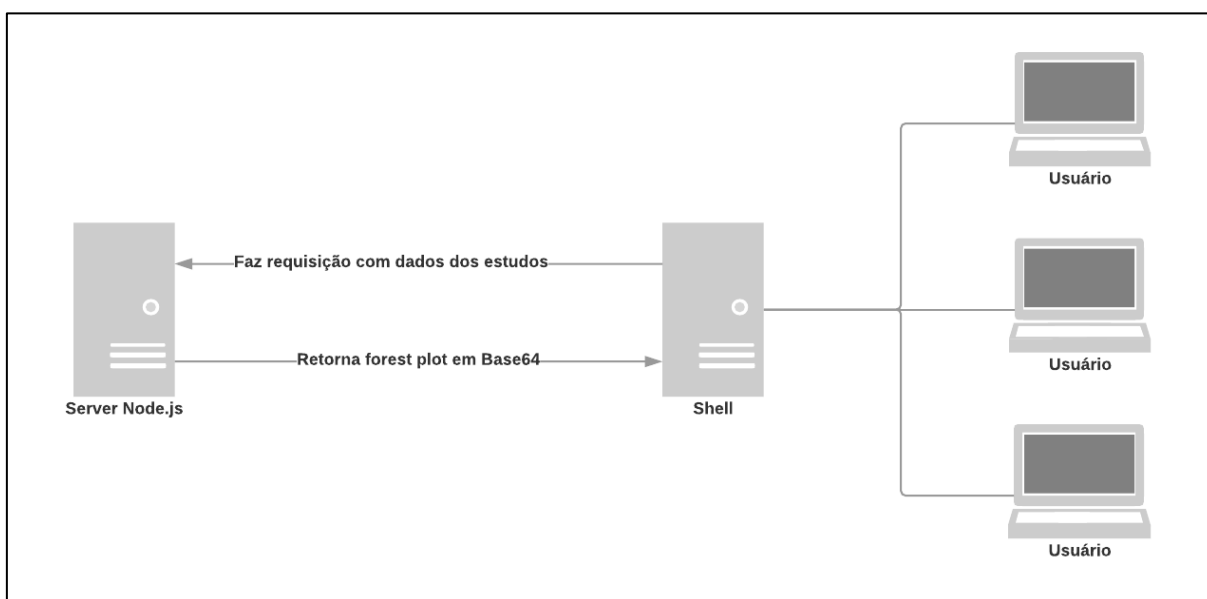 Usuário
Faz requisição com dados dos estudos
Usuário
Retorna forest plot em Base64
Server Node.js
Shell
Usuário